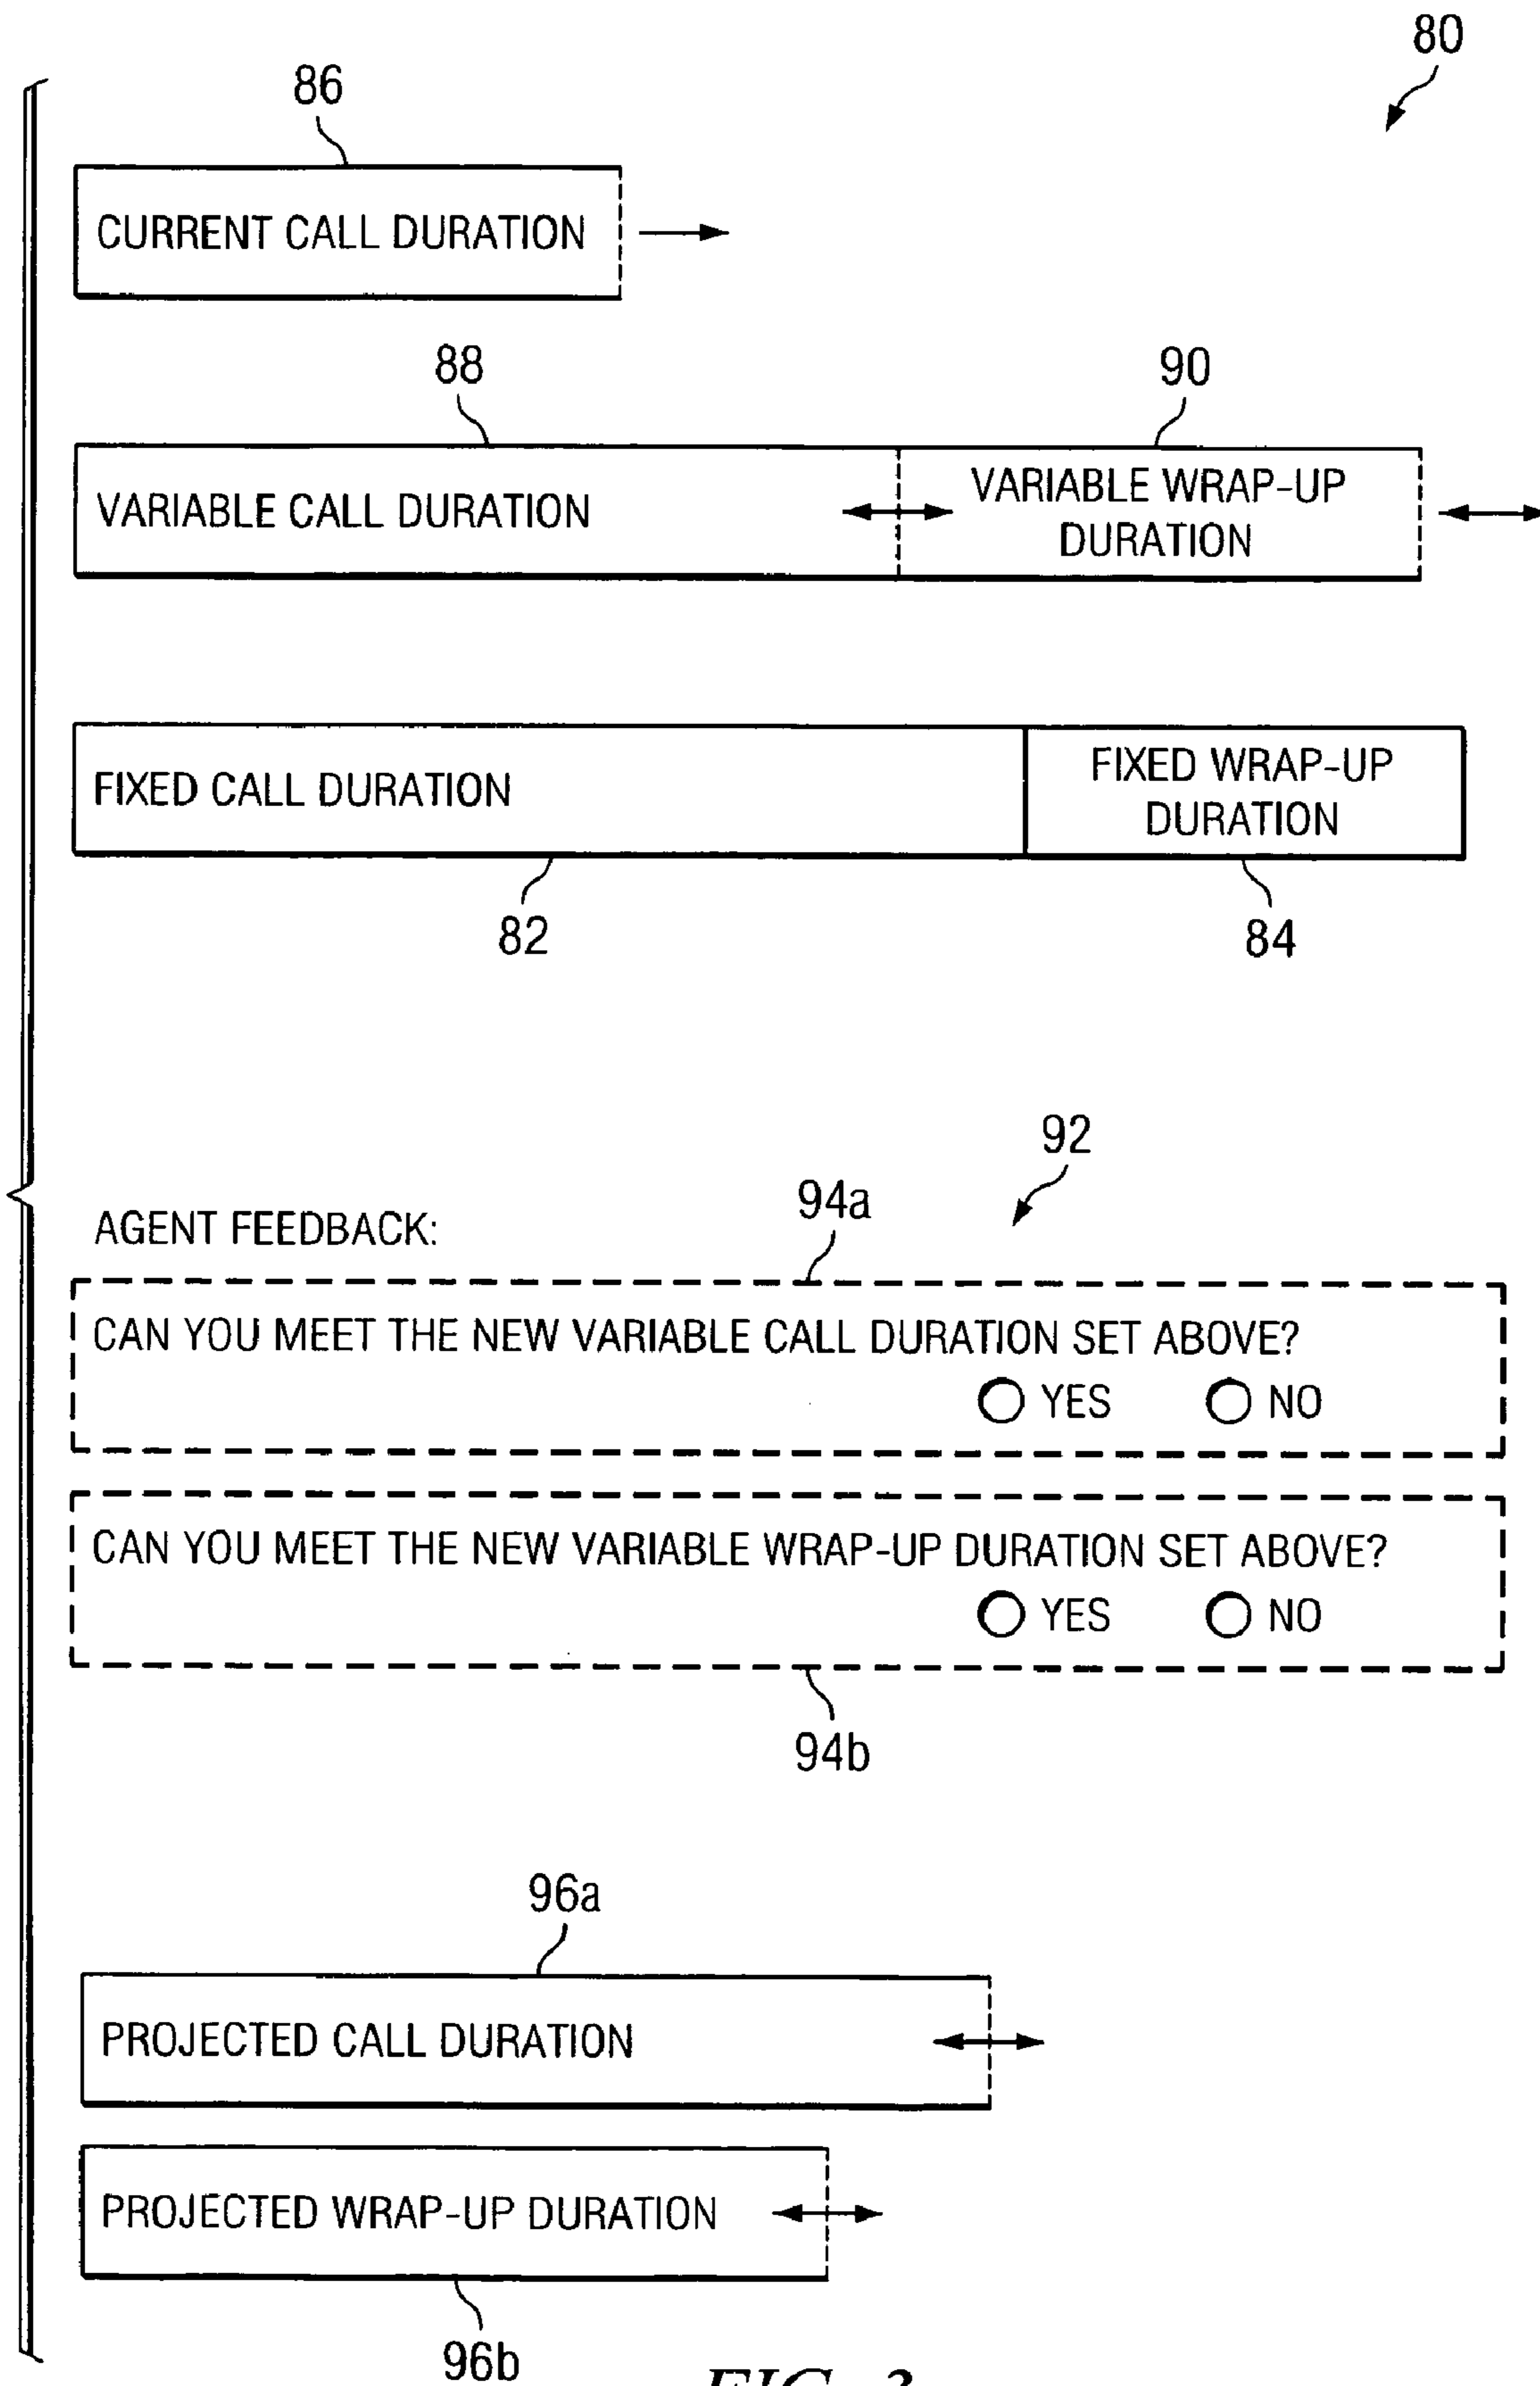 80
86
CURRENT CALL DURATION
88
90
VARIABLE CALL DURATION
VARIABLE WRAP-UP
DURATION
FIXED CALL DURATION
FIXED WRAP-UP
DURATION
82
84
92
94a
AGENT FEEDBACK:
CAN YOU MEET THE NEW VARIABLE CALL DURATION SET ABOVE?
YES NO
CAN YOU MEET THE NEW VARIABLE WRAP-UP DURATION SET ABOVE?
YES NO
94b
96a
PROJECTED CALL DURATION
PROJECTED WRAP-UP DURATION
96b
FIG. 3